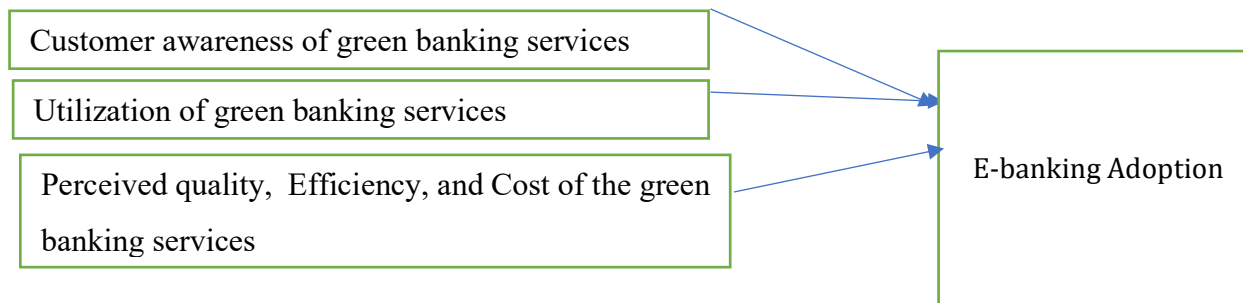 Customer awareness of green banking services
Utilization of green banking services
Perceived quality, Efficiency, and Cost of the green
banking services
E-banking Adoption